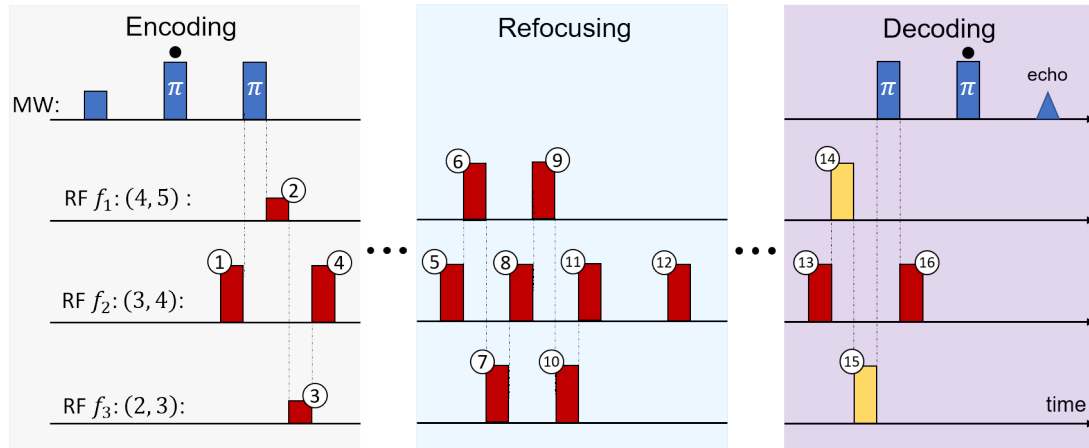 Encoding
Refocusing
Decoding
MW:
π
π
π
π
echo
RF f₁: (4, 5) :
②
⑥
⑨
⑭
RF f₂: (3, 4):
①
④
⑤
⑧
⑪
⑫
⑬
⑯
RF f₃: (2, 3):
③
⑦
⑩
⑮
time